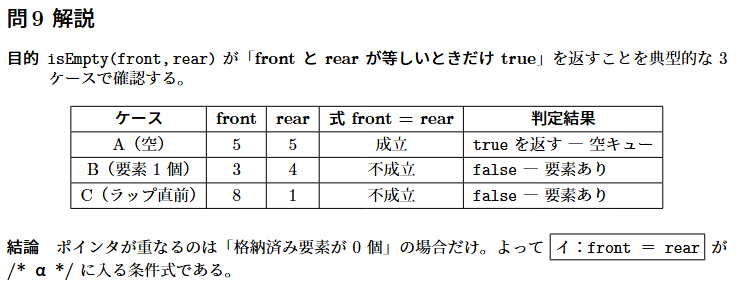 問 9 解説
目的 isEmpty(front,rear) が「front と rear が等しいときだけ true」を返すことを典型的な 3
ケースで確認する。
ケース front rear 式 front = rear 判定結果
A（空） 5 5 成立 true を返す — 空キュー
B（要素 1 個） 3 4 不成立 false — 要素あり
C（ラップ直前） 8 1 不成立 false — 要素あり
結論 ポインタが重なるのは「格納済み要素が 0 個」の場合だけ。よって イ：front = rear が
/* α */ に入る条件式である。